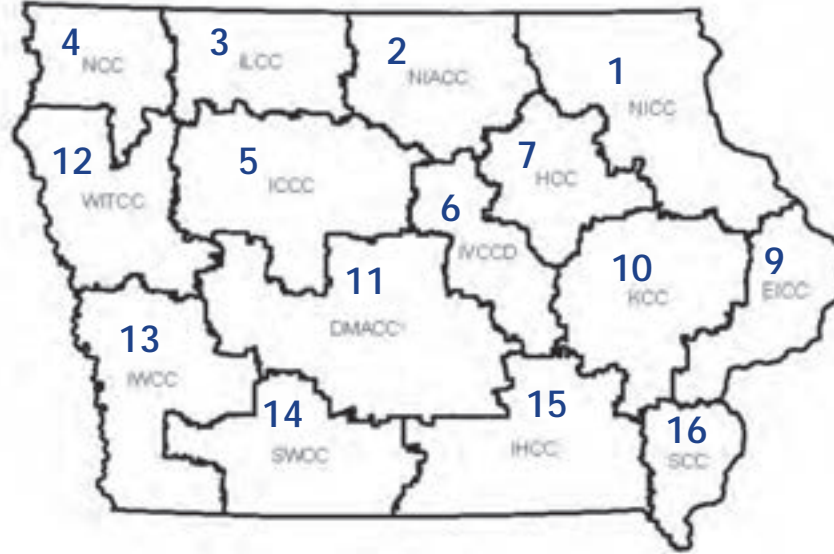 4
NCC
3
ILCC
2
NIACC
1
NICC
12
WITCC
5
ICCC
7
HCC
6
IVCCD
11
DMACC
10
KCC
9
EICC
13
IWCC
14
SWCC
15
IHCC
16
SCC